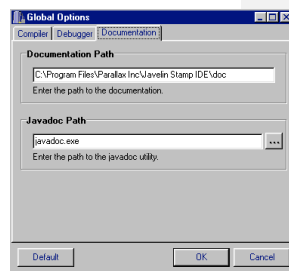 Global Options
Compiler Debugger Documentation
Documentation Path
C:\Program Files\Parallax Inc\Javelin Stamp IDE\doc
Enter the path to the documentation.
Javadoc Path
javadoc.exe ...
Enter the path to the javadoc utility.
Default OK Cancel